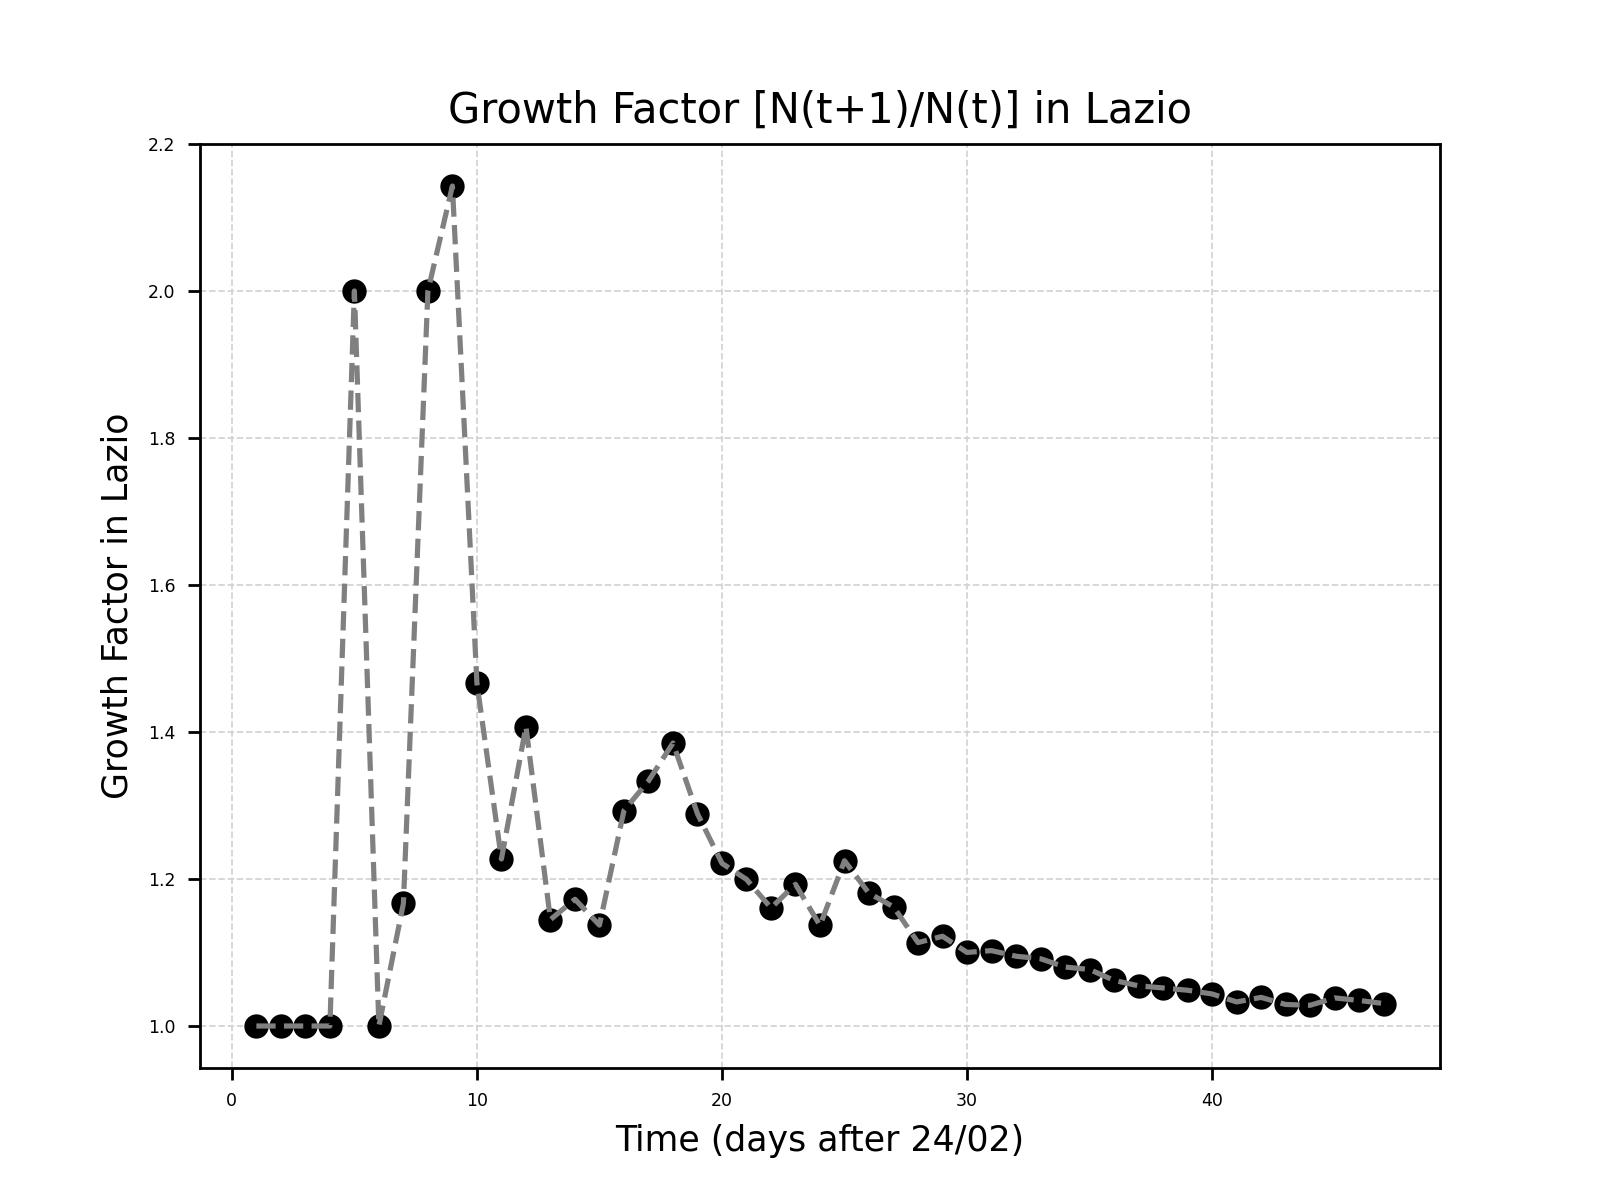 Growth Factor [N(t+1)/N(t)] in Lazio
Growth Factor in Lazio
2.2
2.0
1.8
1.6
1.4
1.2
1.0
0 10 20 30 40
Time (days after 24/02)